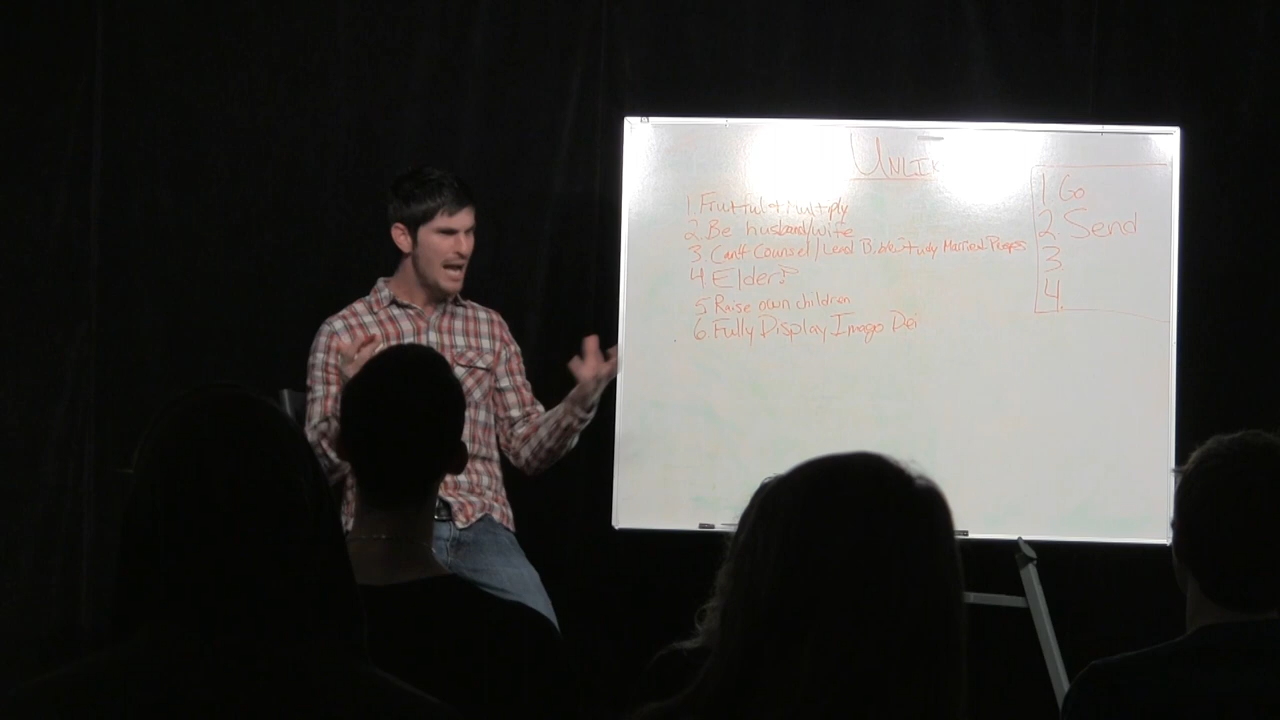 UNLIK
1. Fruitful + multiply
2. Be husband/wife
3. Can't Counsel / Lead Bible Study Married Peeps
4. Elder?
5 Raise own children
6. Fully Display Imago Dei
1 Go
2. Send
3.
4.